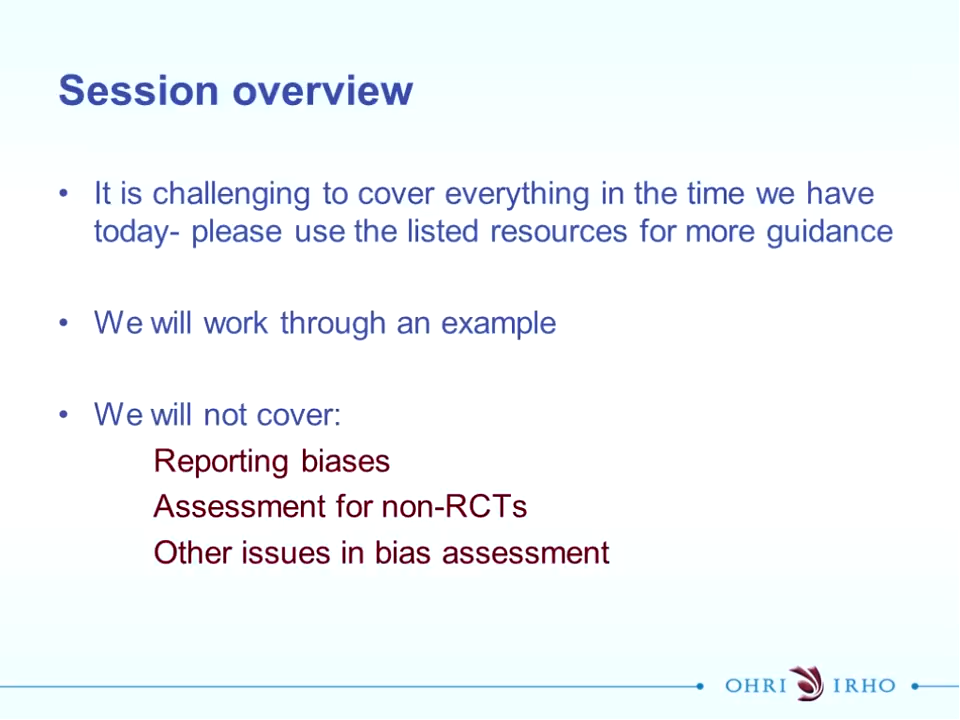 Session overview
• It is challenging to cover everything in the time we have
today- please use the listed resources for more guidance
• We will work through an example
• We will not cover:
Reporting biases
Assessment for non-RCTs
Other issues in bias assessment
OHRI IRHO